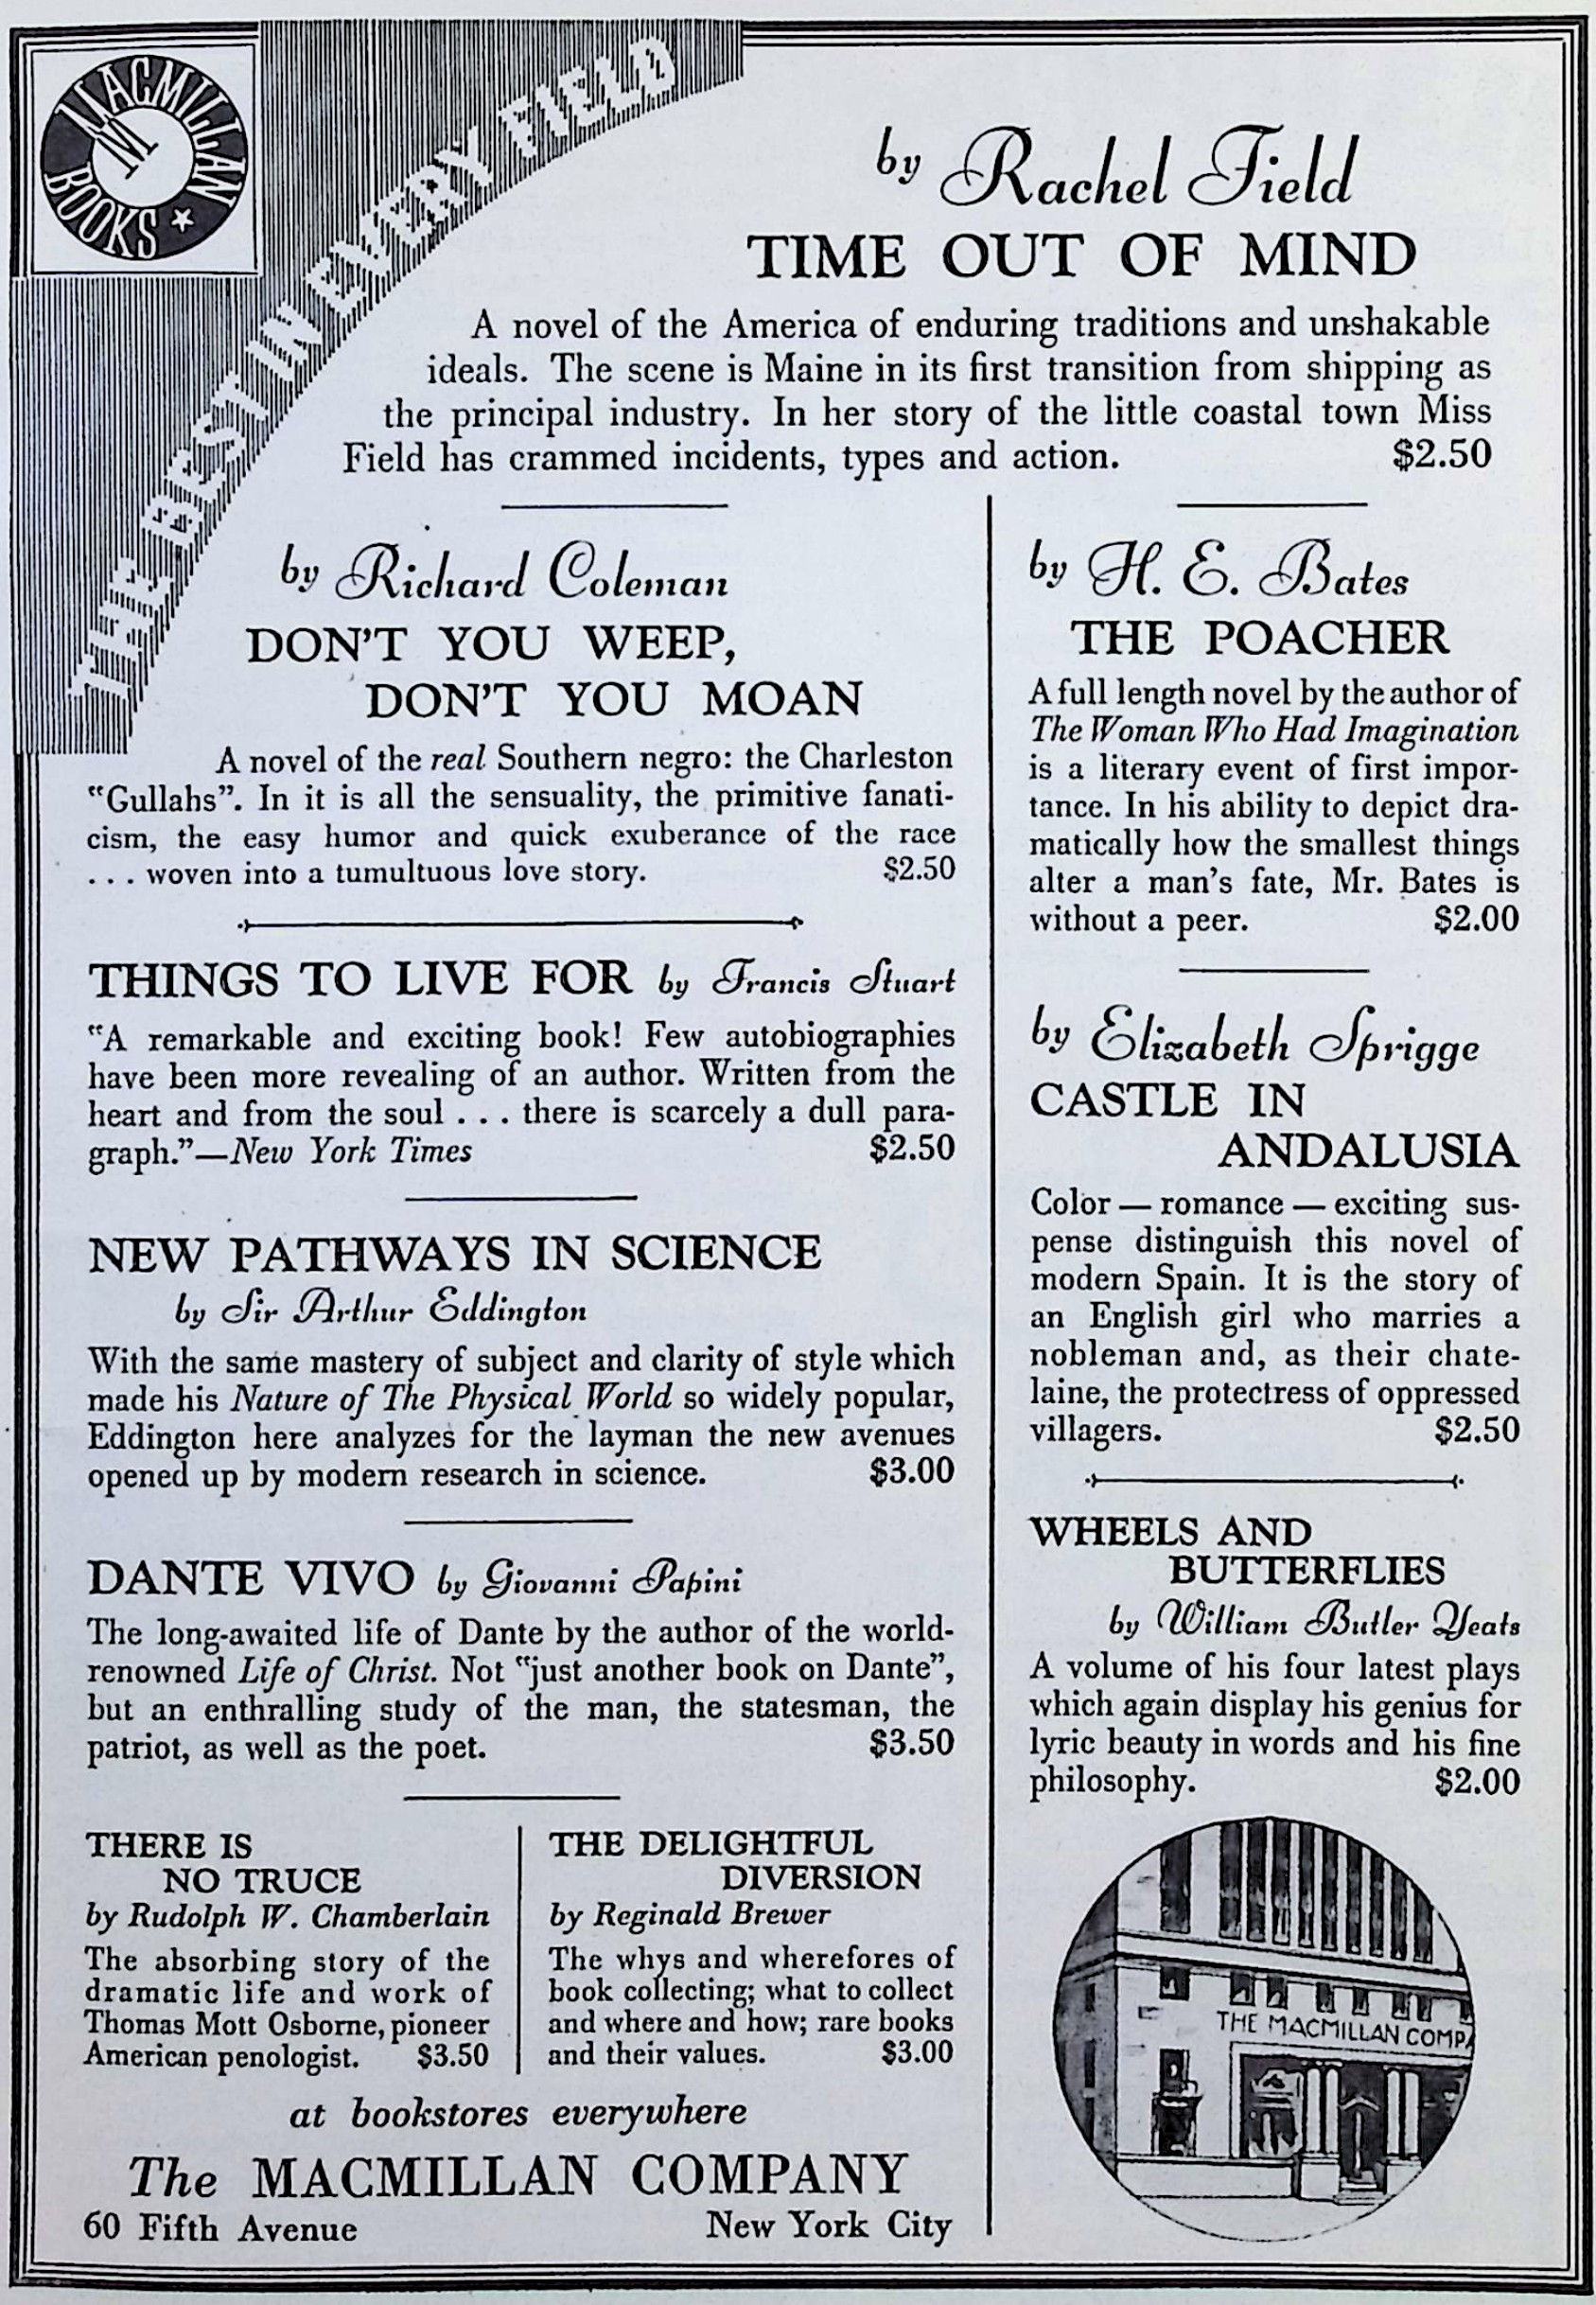 MACMILLAN
M
BOOKS
THE BEST IN EVERY FIELD
by Rachel Field
TIME OUT OF MIND
A novel of the America of enduring traditions and unshakable
ideals. The scene is Maine in its first transition from shipping as
the principal industry. In her story of the little coastal town Miss
Field has crammed incidents, types and action. $2.50
by Richard Coleman
DON'T YOU WEEP,
DON'T YOU MOAN
A novel of the real Southern negro: the Charleston
"Gullahs". In it is all the sensuality, the primitive fanati-
cism, the easy humor and quick exuberance of the race
... woven into a tumultuous love story. $2.50
THINGS TO LIVE FOR by Francis Stuart
"A remarkable and exciting book! Few autobiographies
have been more revealing of an author. Written from the
heart and from the soul ... there is scarcely a dull para-
graph."—New York Times $2.50
NEW PATHWAYS IN SCIENCE
by Sir Arthur Eddington
With the same mastery of subject and clarity of style which
made his Nature of The Physical World so widely popular,
Eddington here analyzes for the layman the new avenues
opened up by modern research in science. $3.00
DANTE VIVO by Giovanni Papini
The long-awaited life of Dante by the author of the world-
renowned Life of Christ. Not "just another book on Dante",
but an enthralling study of the man, the statesman, the
patriot, as well as the poet. $3.50
THERE IS
NO TRUCE
by Rudolph W. Chamberlain
The absorbing story of the
dramatic life and work of
Thomas Mott Osborne, pioneer
American penologist. $3.50
THE DELIGHTFUL
DIVERSION
by Reginald Brewer
The whys and wherefores of
book collecting; what to collect
and where and how; rare books
and their values. $3.00
at bookstores everywhere
The MACMILLAN COMPANY
60 Fifth Avenue New York City
by H. E. Bates
THE POACHER
A full length novel by the author of
The Woman Who Had Imagination
is a literary event of first impor-
tance. In his ability to depict dra-
matically how the smallest things
alter a man's fate, Mr. Bates is
without a peer. $2.00
by Elizabeth Sprigge
CASTLE IN
ANDALUSIA
Color — romance — exciting sus-
pense distinguish this novel of
modern Spain. It is the story of
an English girl who marries a
nobleman and, as their chate-
laine, the protectress of oppressed
villagers. $2.50
WHEELS AND
BUTTERFLIES
by William Butler Yeats
A volume of his four latest plays
which again display his genius for
lyric beauty in words and his fine
philosophy. $2.00
THE MACMILLAN COMPA